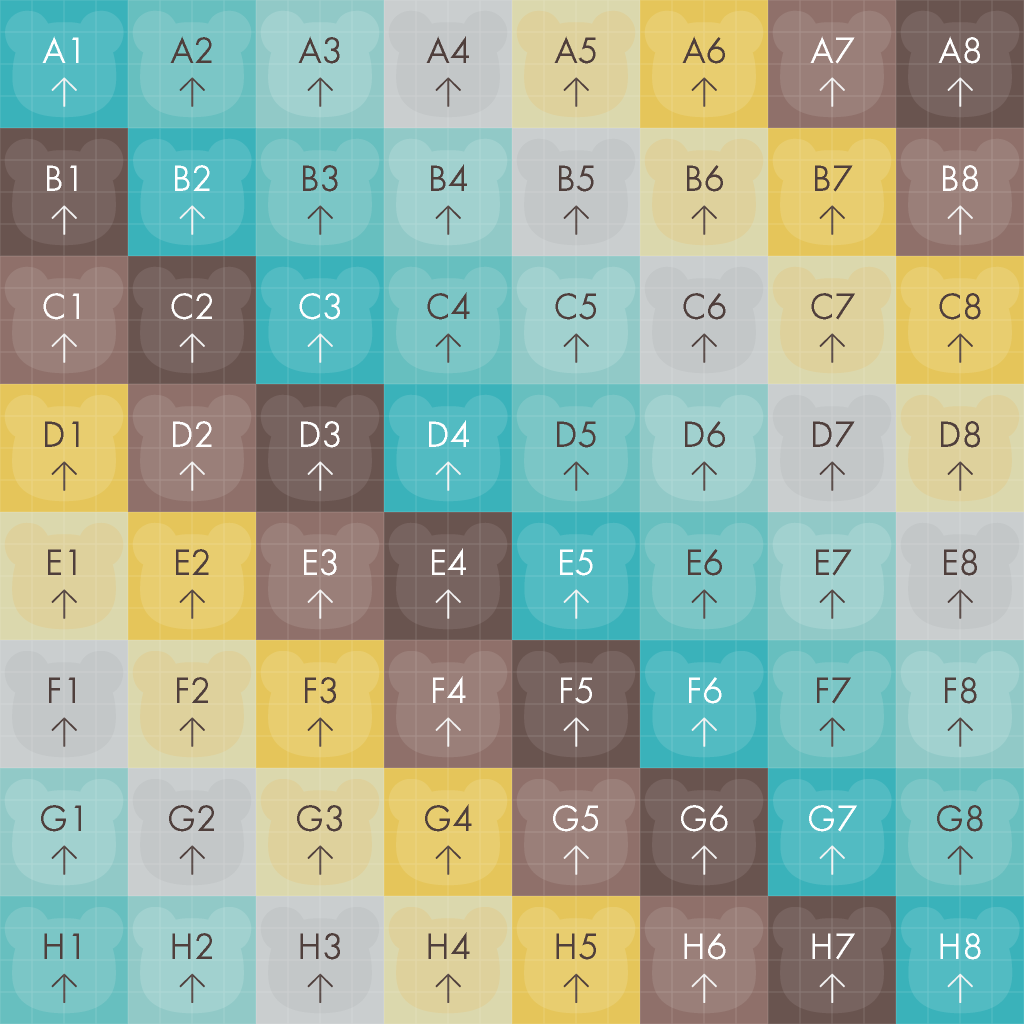 A1 A2 A3 A4 A5 A6 A7 A8
↑ ↑ ↑ ↑ ↑ ↑ ↑ ↑
B1 B2 B3 B4 B5 B6 B7 B8
↑ ↑ ↑ ↑ ↑ ↑ ↑ ↑
C1 C2 C3 C4 C5 C6 C7 C8
↑ ↑ ↑ ↑ ↑ ↑ ↑ ↑
D1 D2 D3 D4 D5 D6 D7 D8
↑ ↑ ↑ ↑ ↑ ↑ ↑ ↑
E1 E2 E3 E4 E5 E6 E7 E8
↑ ↑ ↑ ↑ ↑ ↑ ↑ ↑
F1 F2 F3 F4 F5 F6 F7 F8
↑ ↑ ↑ ↑ ↑ ↑ ↑ ↑
G1 G2 G3 G4 G5 G6 G7 G8
↑ ↑ ↑ ↑ ↑ ↑ ↑ ↑
H1 H2 H3 H4 H5 H6 H7 H8
↑ ↑ ↑ ↑ ↑ ↑ ↑ ↑